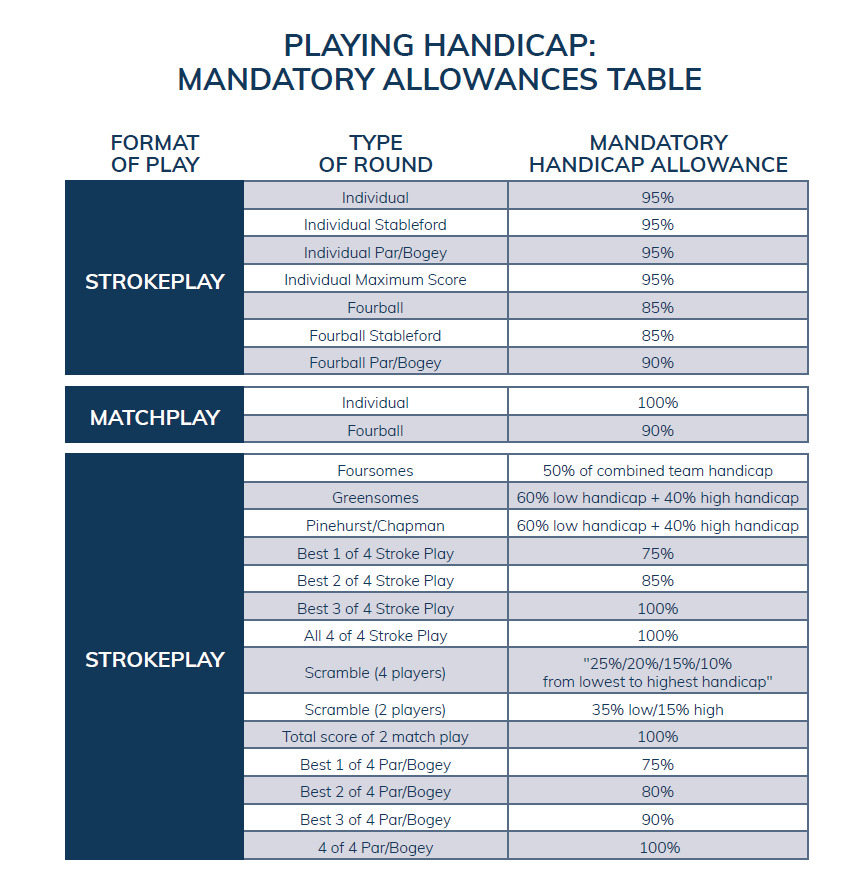 PLAYING HANDICAP:
MANDATORY ALLOWANCES TABLE
FORMAT
OF PLAY
TYPE
OF ROUND
MANDATORY
HANDICAP ALLOWANCE
STROKEPLAY
Individual 95%
Individual Stableford 95%
Individual Par/Bogey 95%
Individual Maximum Score 95%
Fourball 85%
Fourball Stableford 85%
Fourball Par/Bogey 90%
MATCHPLAY
Individual 100%
Fourball 90%
STROKEPLAY
Foursomes 50% of combined team handicap
Greensomes 60% low handicap + 40% high handicap
Pinehurst/Chapman 60% low handicap + 40% high handicap
Best 1 of 4 Stroke Play 75%
Best 2 of 4 Stroke Play 85%
Best 3 of 4 Stroke Play 100%
All 4 of 4 Stroke Play 100%
Scramble (4 players) "25%/20%/15%/10%
from lowest to highest handicap"
Scramble (2 players) 35% low/15% high
Total score of 2 match play 100%
Best 1 of 4 Par/Bogey 75%
Best 2 of 4 Par/Bogey 80%
Best 3 of 4 Par/Bogey 90%
4 of 4 Par/Bogey 100%